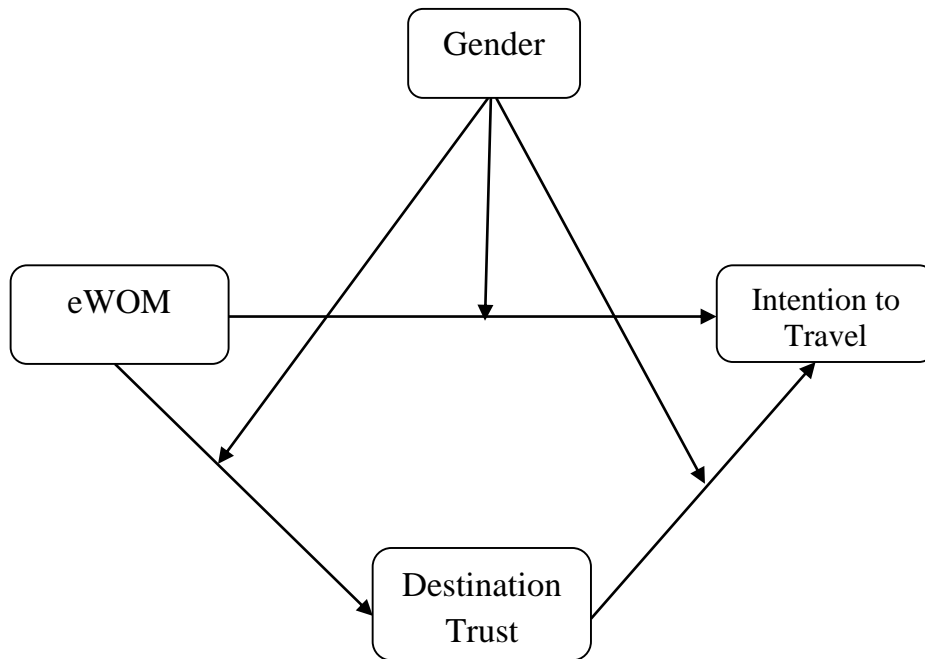 Gender
eWOM
Intention to
Travel
Destination
Trust